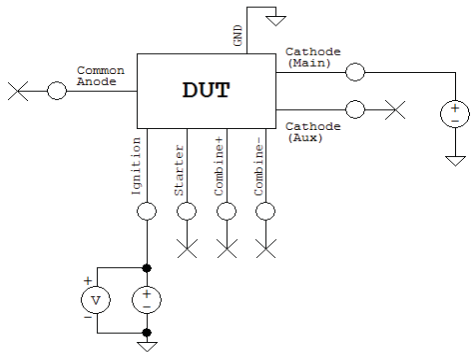 GND
Cathode
(Main)
Common
Anode
DUT
+
−
Cathode
(Aux)
Ignition
Starter
Combine+
Combine-
+
V
−
+
−